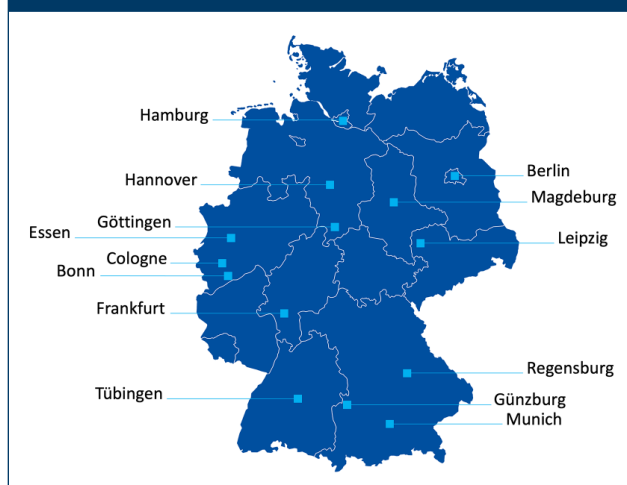 Hamburg
Berlin
Hannover
Magdeburg
Göttingen
Essen
Leipzig
Cologne
Bonn
Frankfurt
Regensburg
Tübingen
Günzburg
Munich